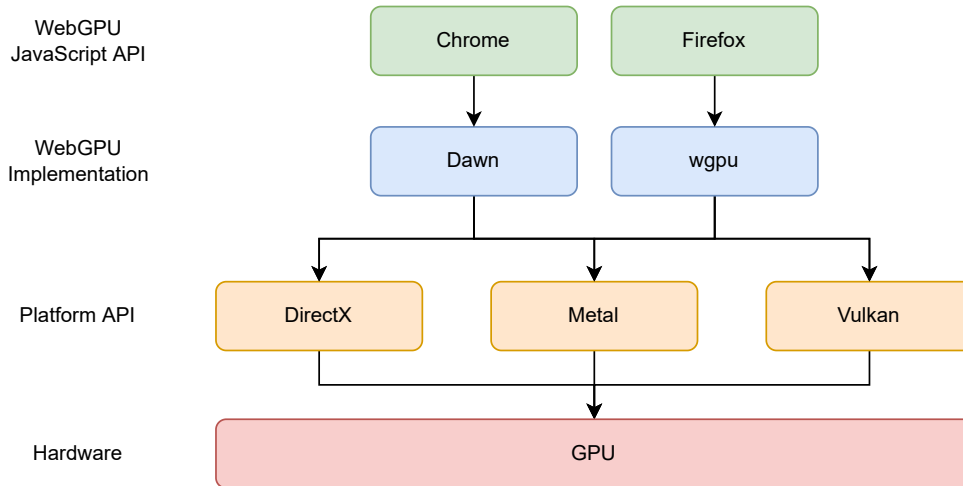 WebGPU
JavaScript API
Chrome
Firefox
WebGPU
Implementation
Dawn
wgpu
Platform API
DirectX
Metal
Vulkan
Hardware
GPU